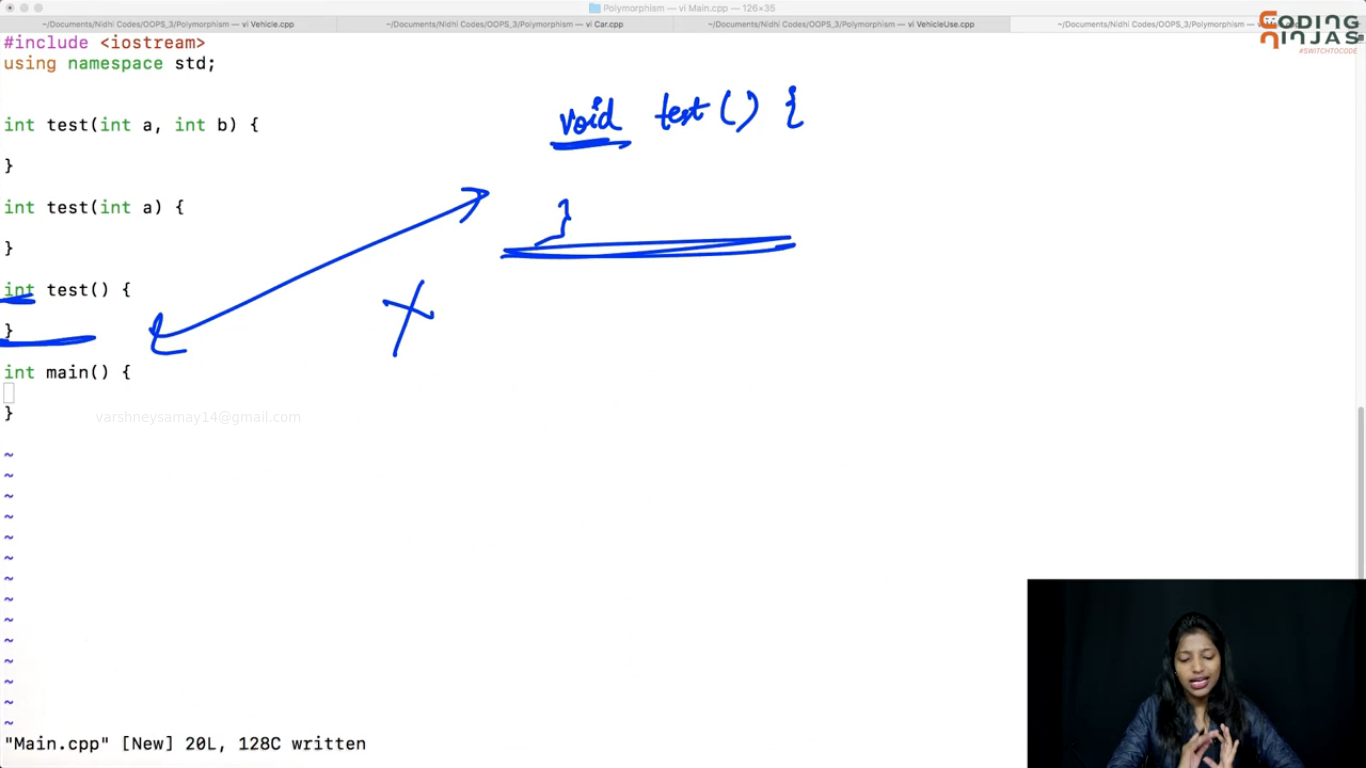 Polymorphism — vi Main.cpp — 126×35
~/Documents/Nidhi Codes/OOPS_3/Polymorphism — vi Vehicle.cpp
~/Documents/Nidhi Codes/OOPS_3/Polymorphism — vi Car.cpp
~/Documents/Nidhi Codes/OOPS_3/Polymorphism — vi VehicleUse.cpp
~/Documents/Nidhi Codes/OOPS_3/Polymorphism —
CODING
NINJAS
#SWITCHTOCODE
#include <iostream>
using namespace std;
int test(int a, int b) {
}
int test(int a) {
}
int test() {
}
int main() {
}
void test() {
}
varshneysamay14@gmail.com
~
~
~
~
~
~
~
~
~
~
~
~
~
~
"Main.cpp" [New] 20L, 128C written